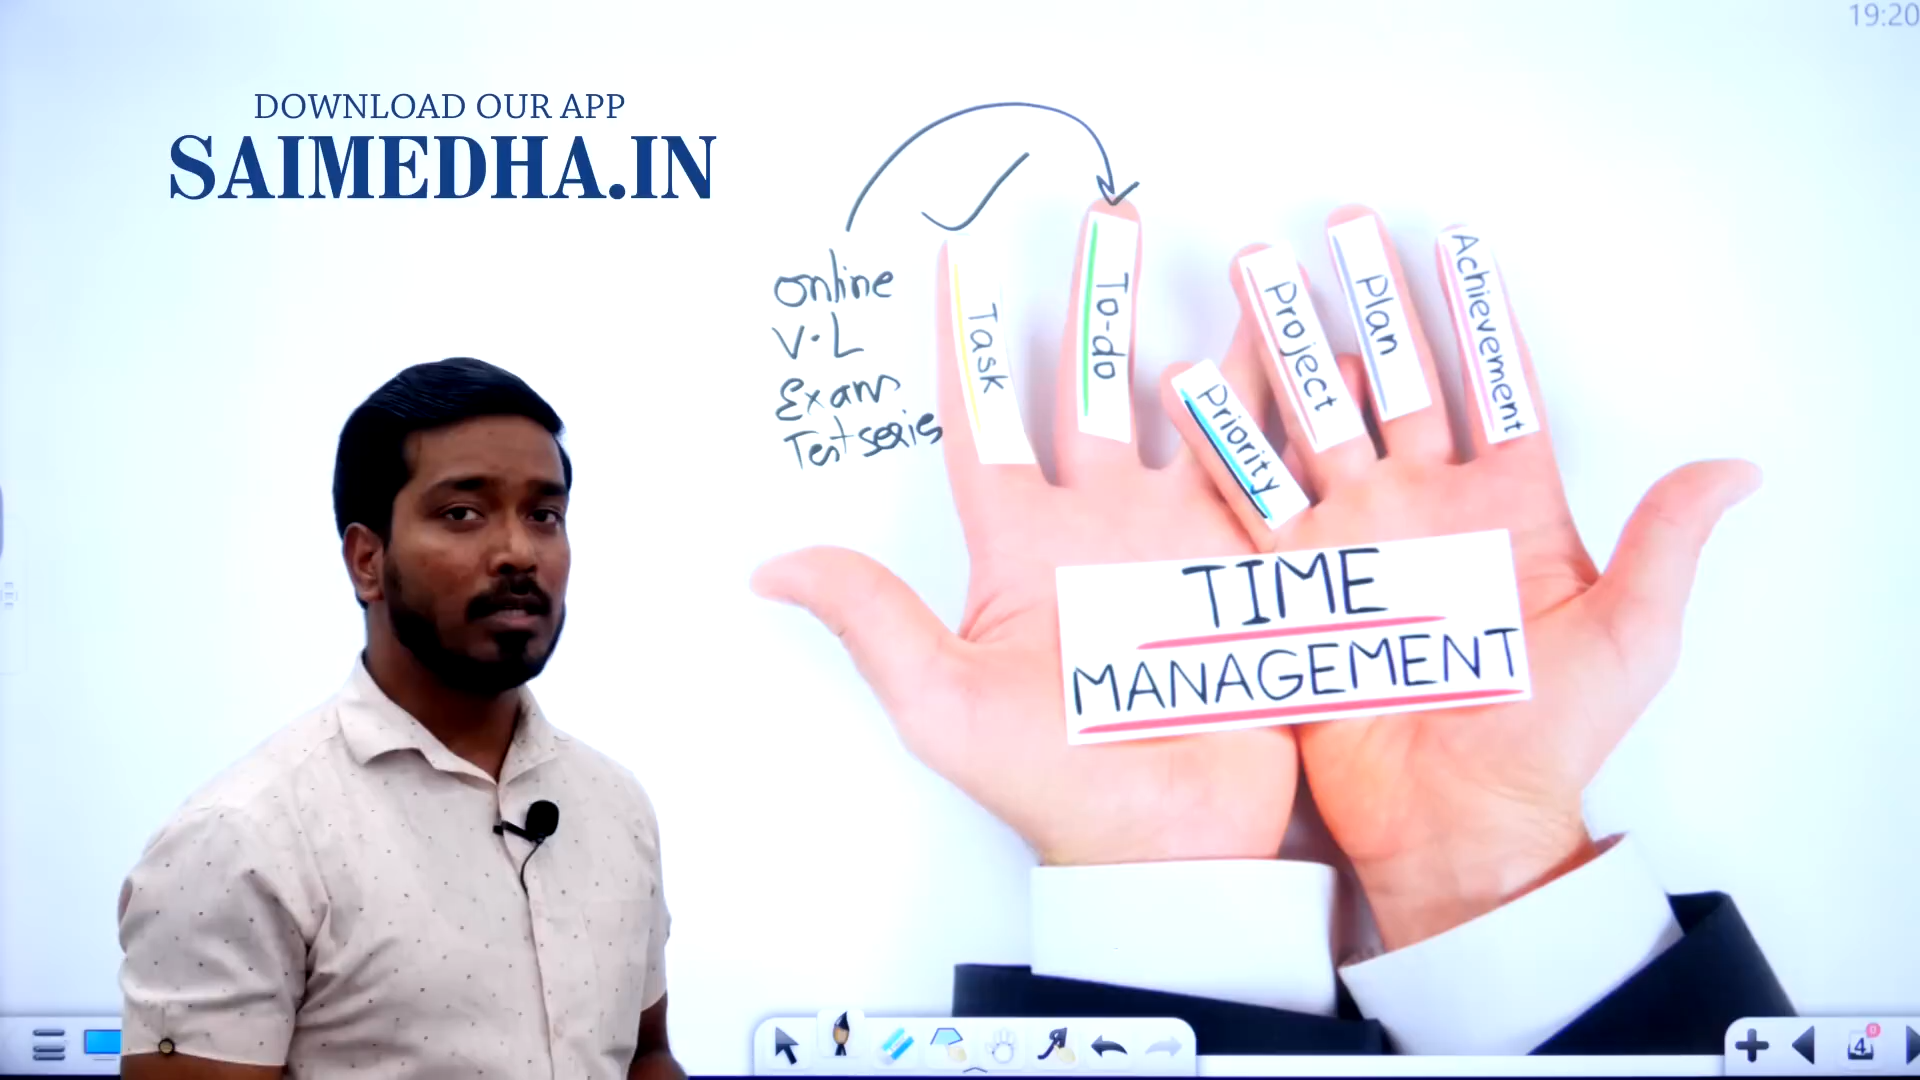 19:20
DOWNLOAD OUR APP
SAIMEDHA.IN
online
V.L
Exam
Test series
Task
To-do
Priority
Project
Plan
Achievement
TIME
MANAGEMENT
4